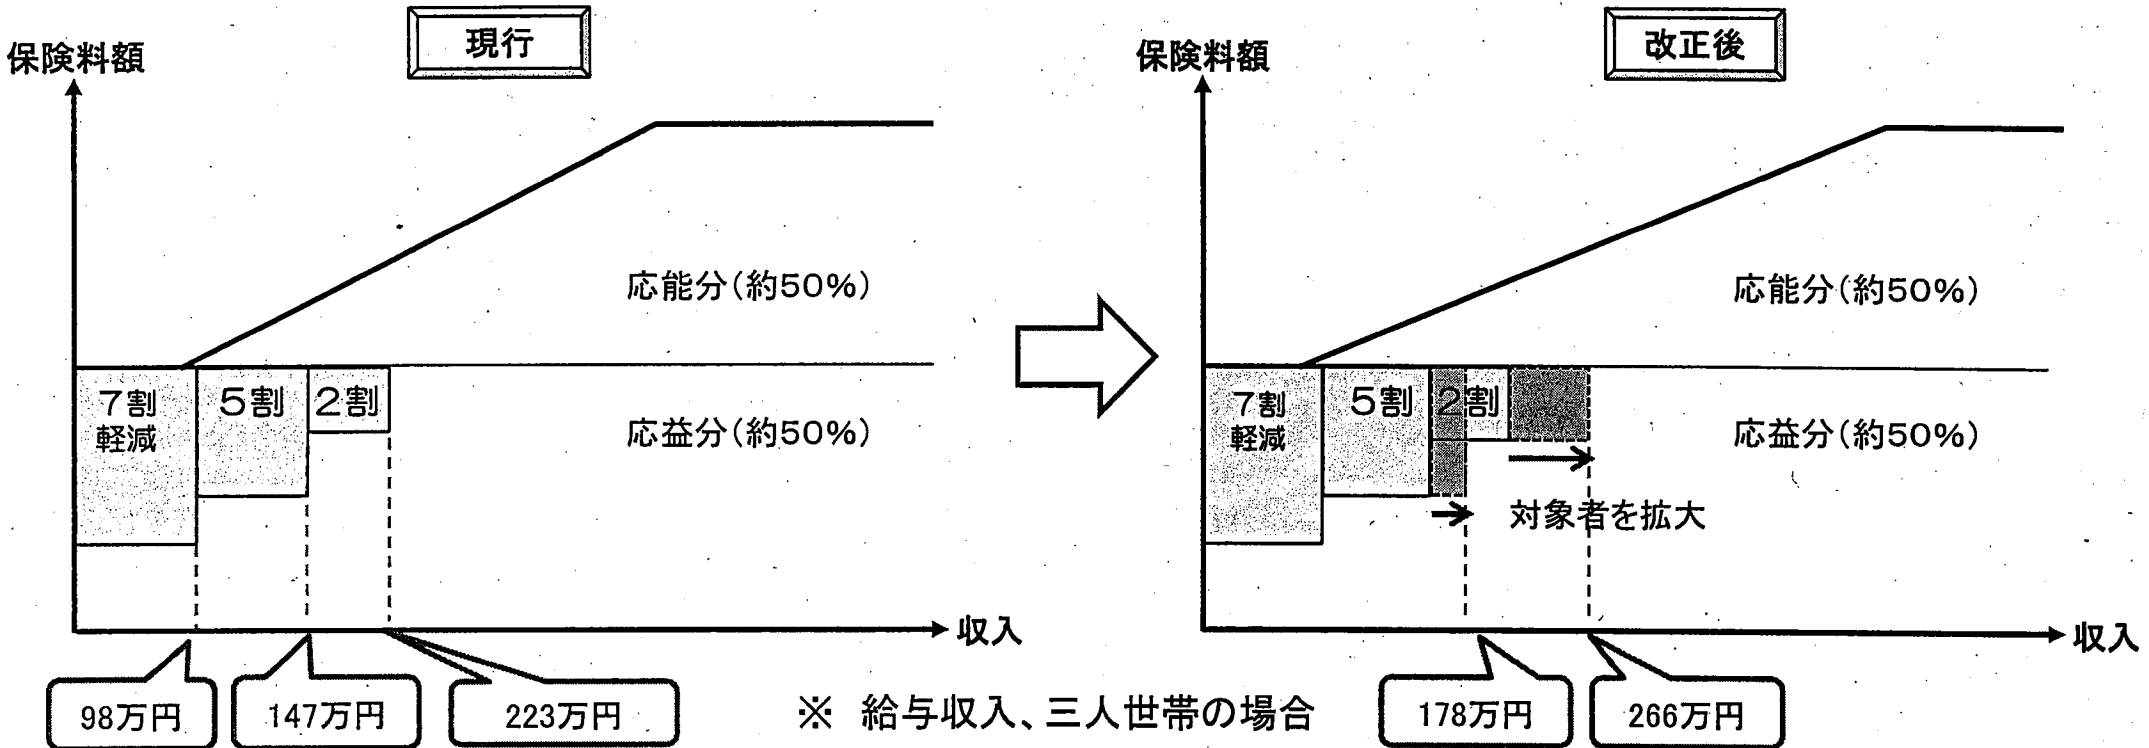 現行
保険料額
応能分(約50%)
7割
軽減
5割
2割
応益分(約50%)
収入
98万円
147万円
223万円
※ 給与収入、三人世帯の場合
改正後
保険料額
応能分(約50%)
7割
軽減
5割
2割
応益分(約50%)
対象者を拡大
収入
178万円
266万円